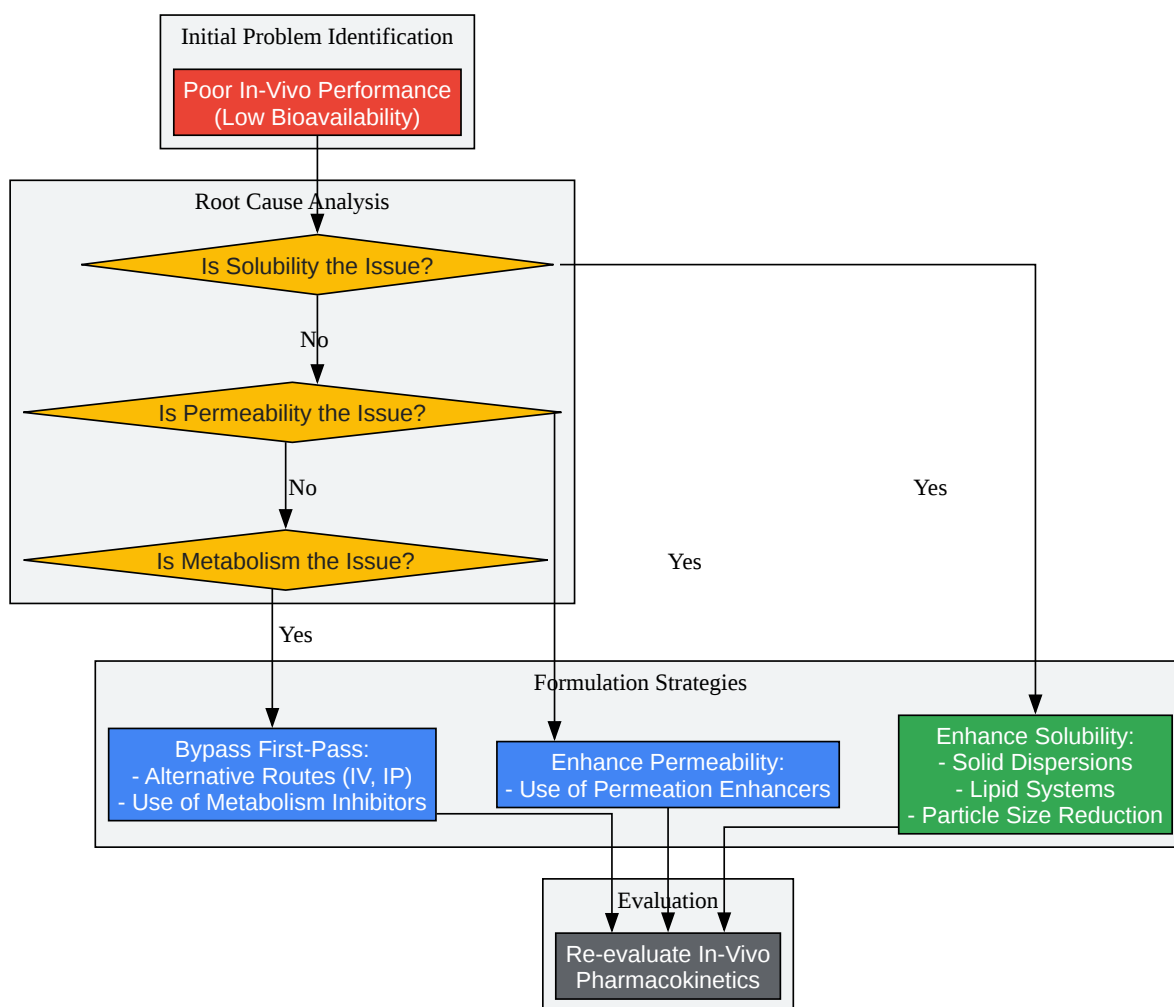 Initial Problem Identification
Poor In-Vivo Performance
(Low Bioavailability)
Root Cause Analysis
Is Solubility the Issue?
No
Is Permeability the Issue?
No
Yes
Is Metabolism the Issue?
Yes
Yes
Formulation Strategies
Bypass First-Pass:
- Alternative Routes (IV, IP)
- Use of Metabolism Inhibitors
Enhance Permeability:
- Use of Permeation Enhancers
Enhance Solubility:
- Solid Dispersions
- Lipid Systems
- Particle Size Reduction
Evaluation
Re-evaluate In-Vivo
Pharmacokinetics